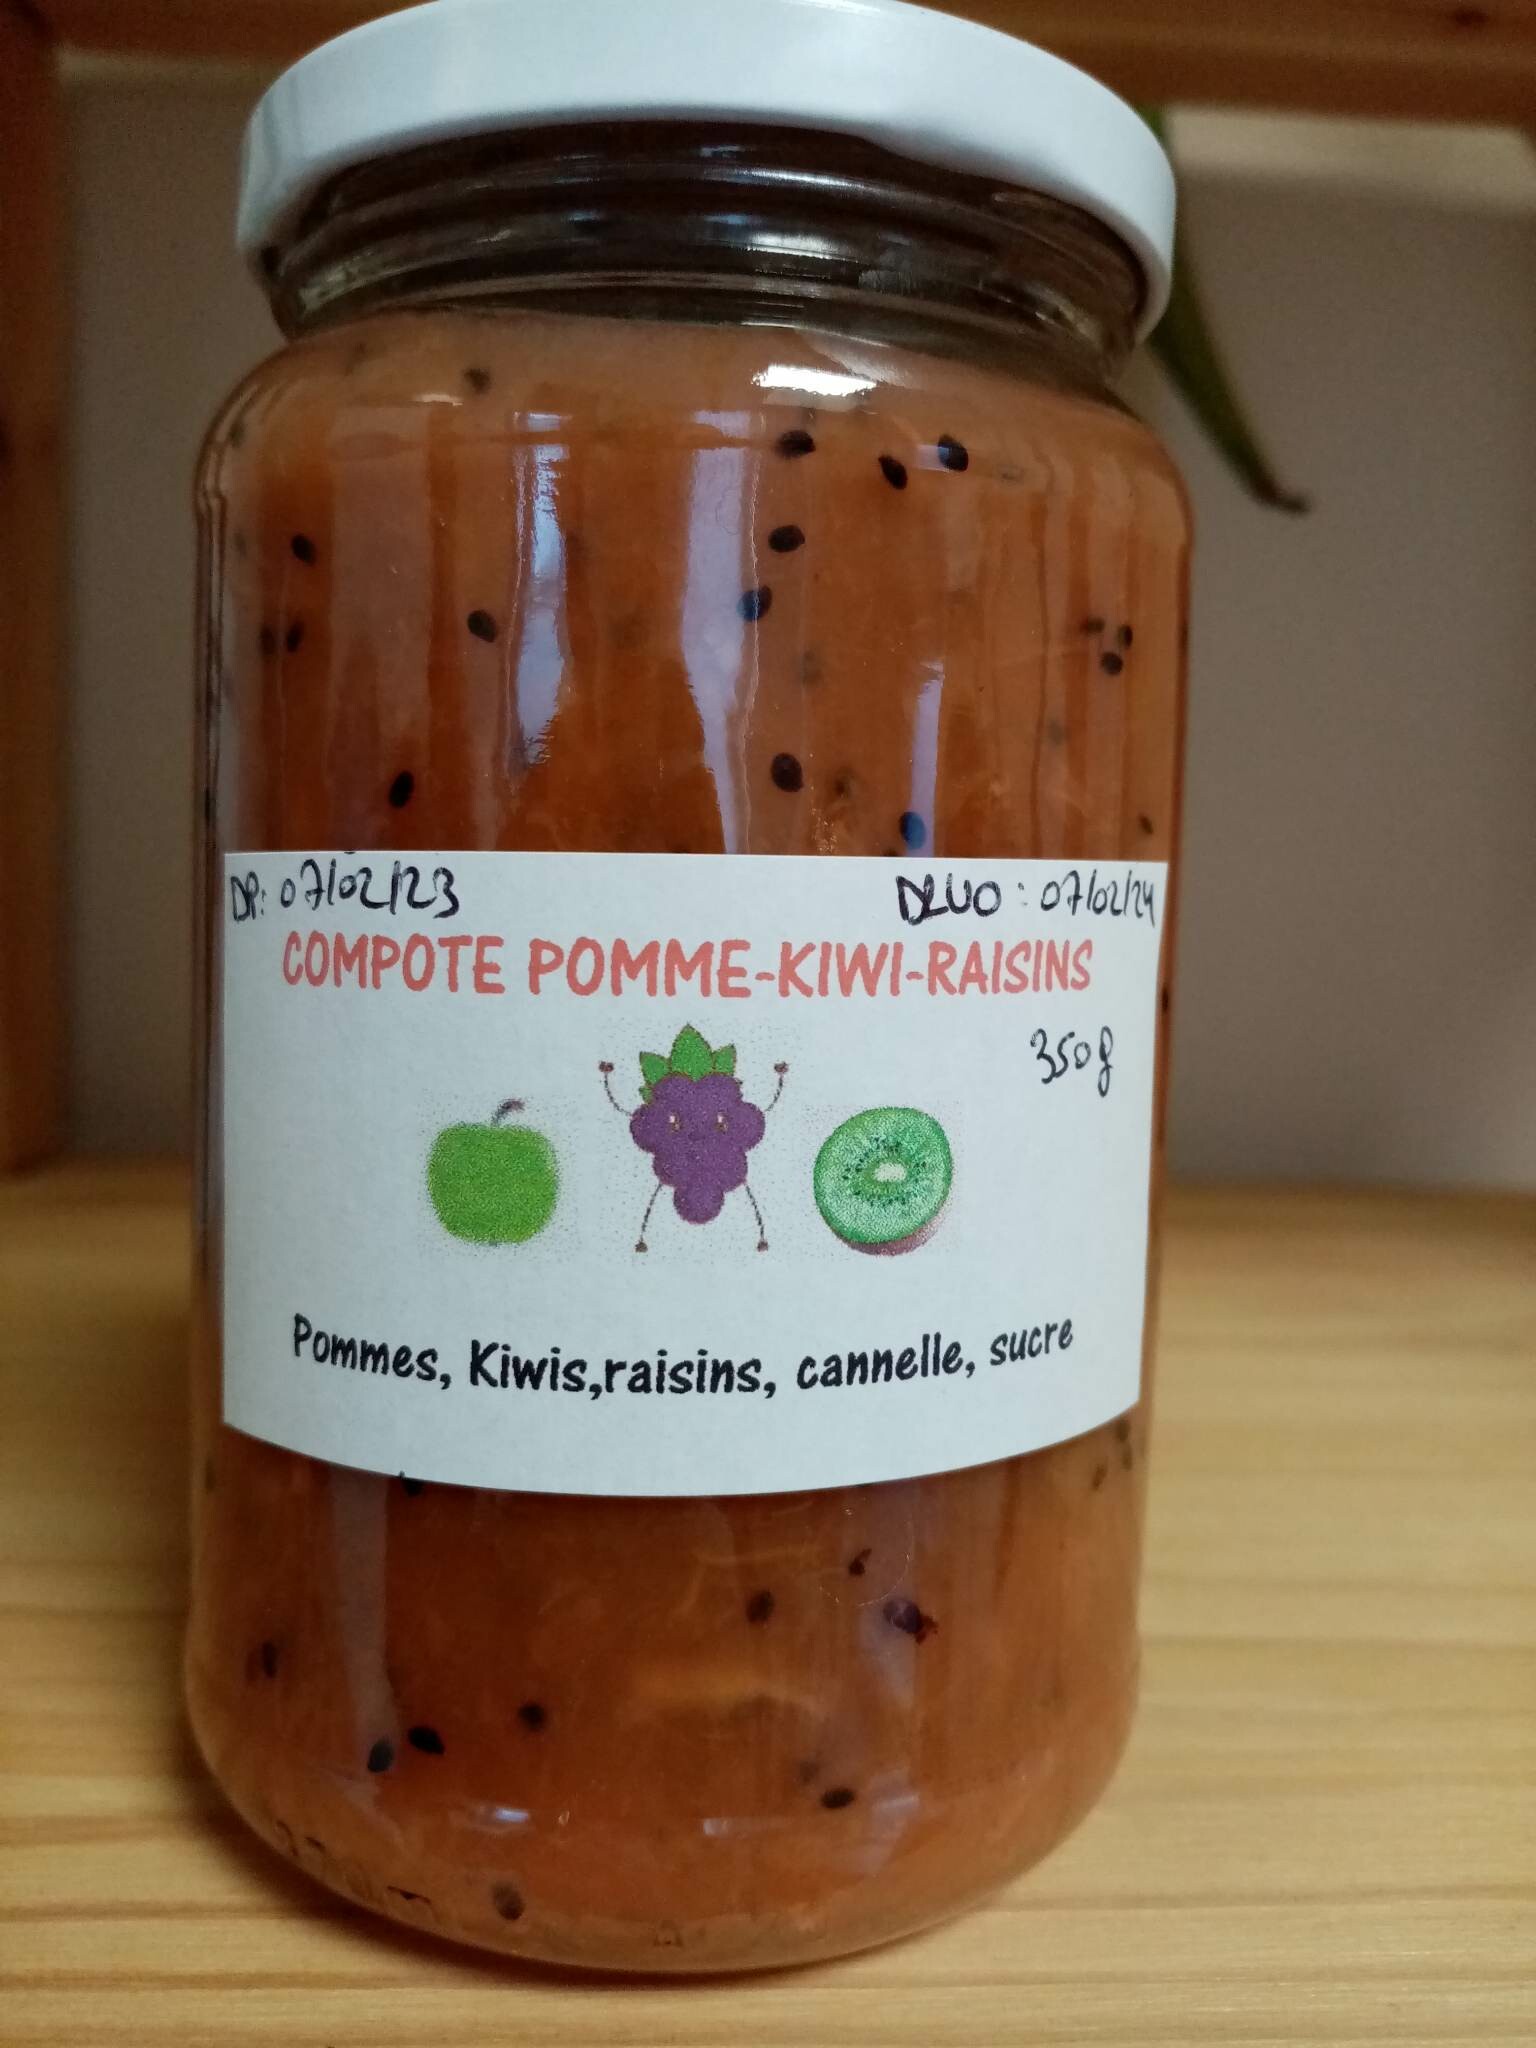 DP: 07/02/23 DLUO: 07/02/24
COMPOTE POMME-KIWI-RAISINS
350g
Pommes, Kiwis,raisins, cannelle, sucre